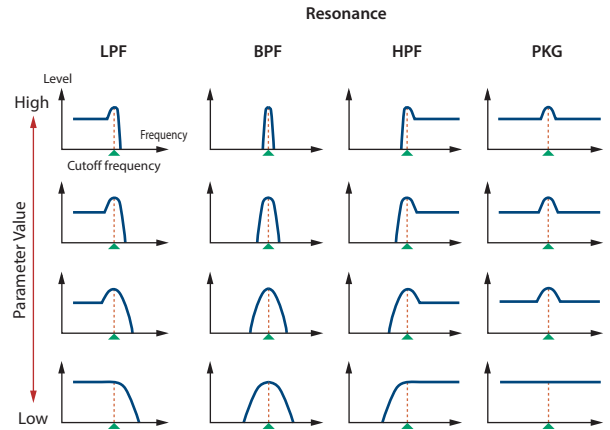 Resonance
LPF
BPF
HPF
PKG
Level
High
Frequency
Cutoff frequency
Parameter Value
Low